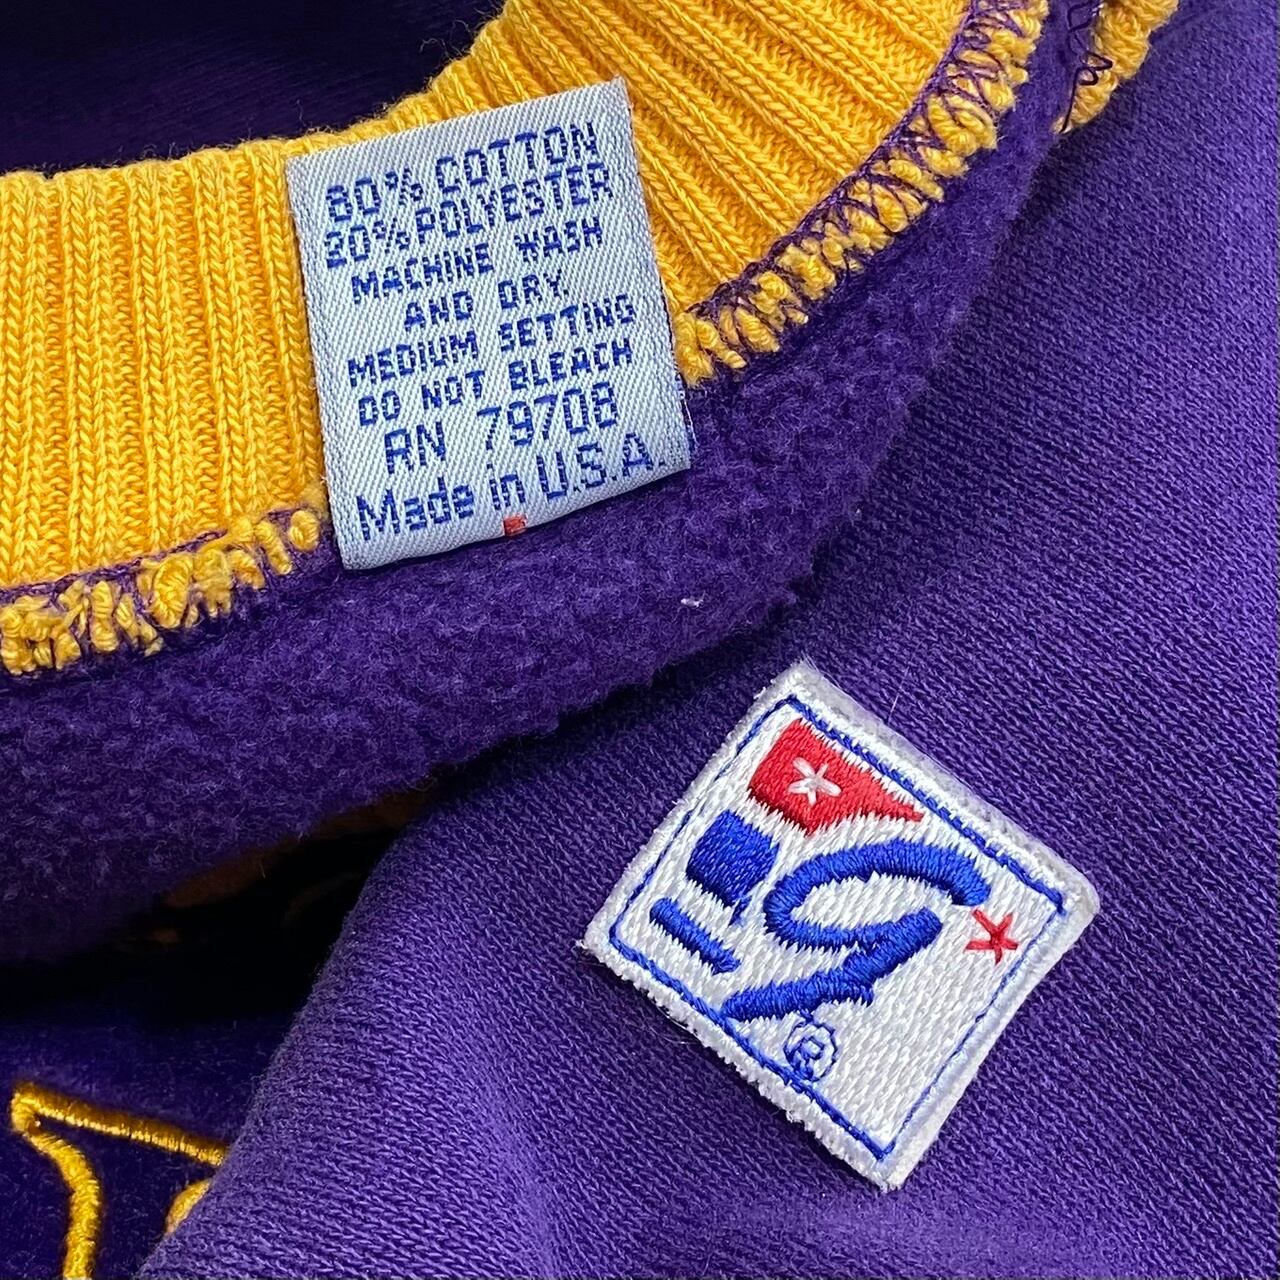 80% COTTON
20% POLYESTER
MACHINE WASH
AND DRY.
MEDIUM SETTING
DO NOT BLEACH
RN 79708
Made in U.S.A.
®